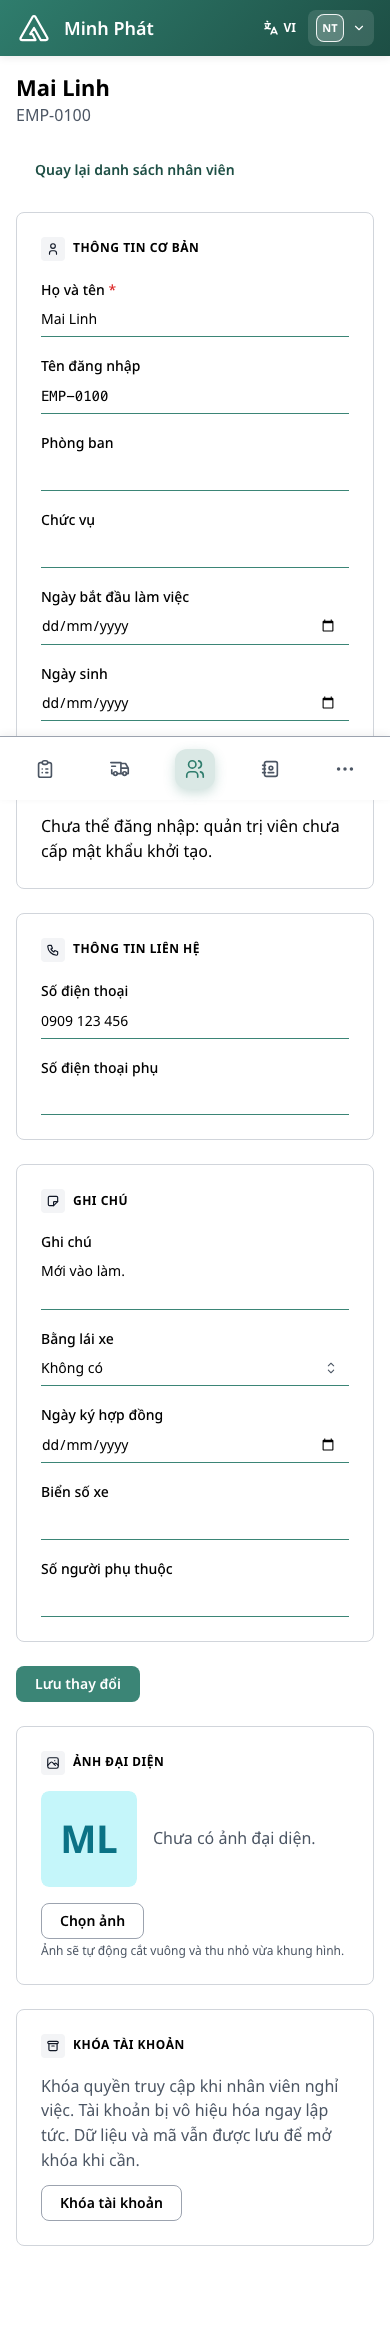 Minh Phát
VI
NT
Mai Linh
EMP-0100
Quay lại danh sách nhân viên
THÔNG TIN CƠ BẢN
Họ và tên *
Mai Linh
Tên đăng nhập
EMP-0100
Phòng ban
Chức vụ
Ngày bắt đầu làm việc
dd/mm/yyyy
Ngày sinh
dd/mm/yyyy
Chưa thể đăng nhập: quản trị viên chưa
cấp mật khẩu khởi tạo.
THÔNG TIN LIÊN HỆ
Số điện thoại
0909 123 456
Số điện thoại phụ
GHI CHÚ
Ghi chú
Mới vào làm.
Bằng lái xe
Không có
Ngày ký hợp đồng
dd/mm/yyyy
Biển số xe
Số người phụ thuộc
Lưu thay đổi
ẢNH ĐẠI DIỆN
ML
Chưa có ảnh đại diện.
Chọn ảnh
Ảnh sẽ tự động cắt vuông và thu nhỏ vừa khung hình.
KHÓA TÀI KHOẢN
Khóa quyền truy cập khi nhân viên nghỉ
việc. Tài khoản bị vô hiệu hóa ngay lập
tức. Dữ liệu và mã vẫn được lưu để mở
khóa khi cần.
Khóa tài khoản